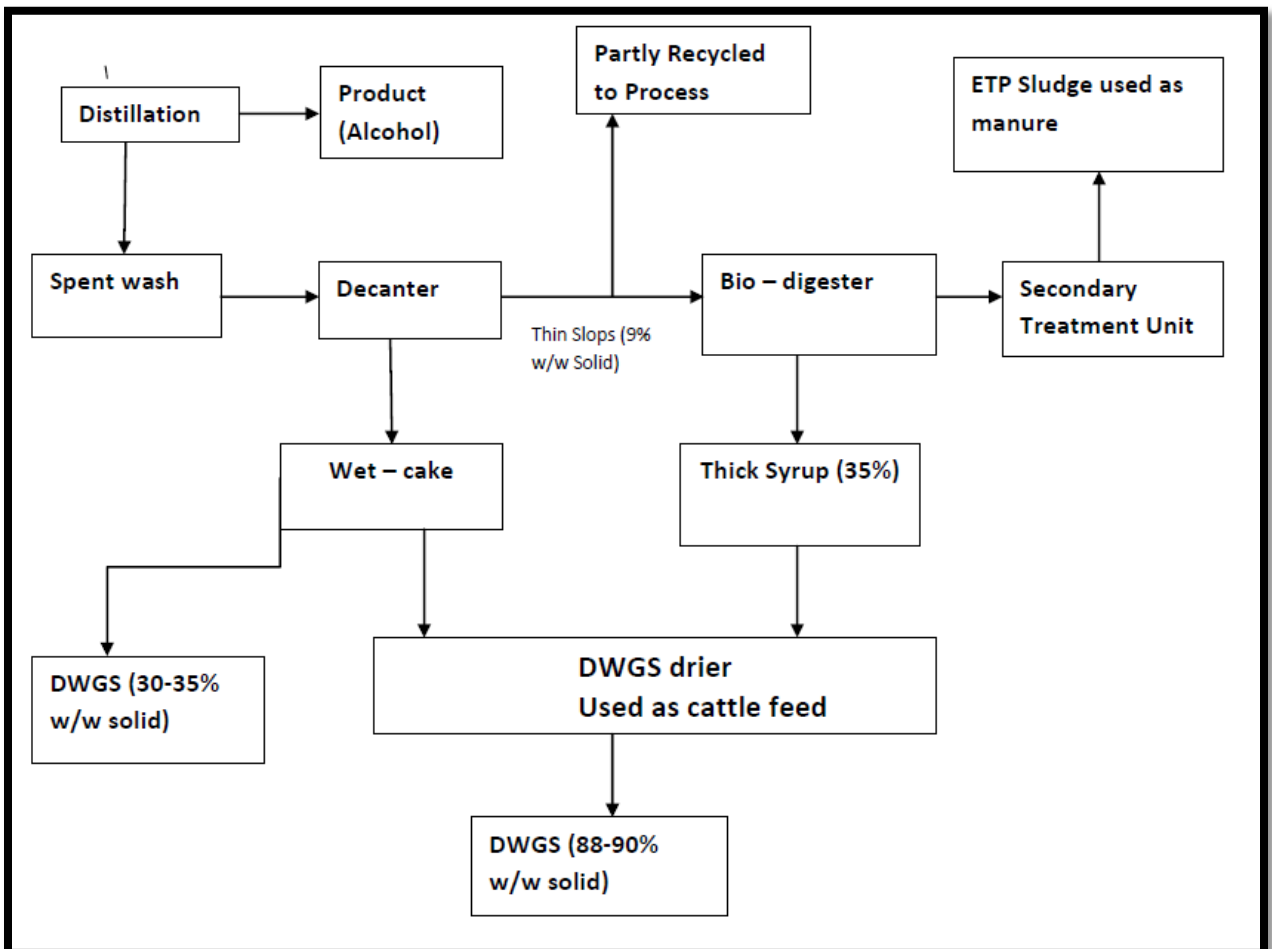 \
Distillation
Product
(Alcohol)
Partly Recycled
to Process
ETP Sludge used as
manure
Spent wash
Decanter
Thin Slops (9%
w/w Solid)
Bio – digester
Secondary
Treatment Unit
Wet – cake
Thick Syrup (35%)
DWGS (30-35%
w/w solid)
DWGS drier
Used as cattle feed
DWGS (88-90%
w/w solid)